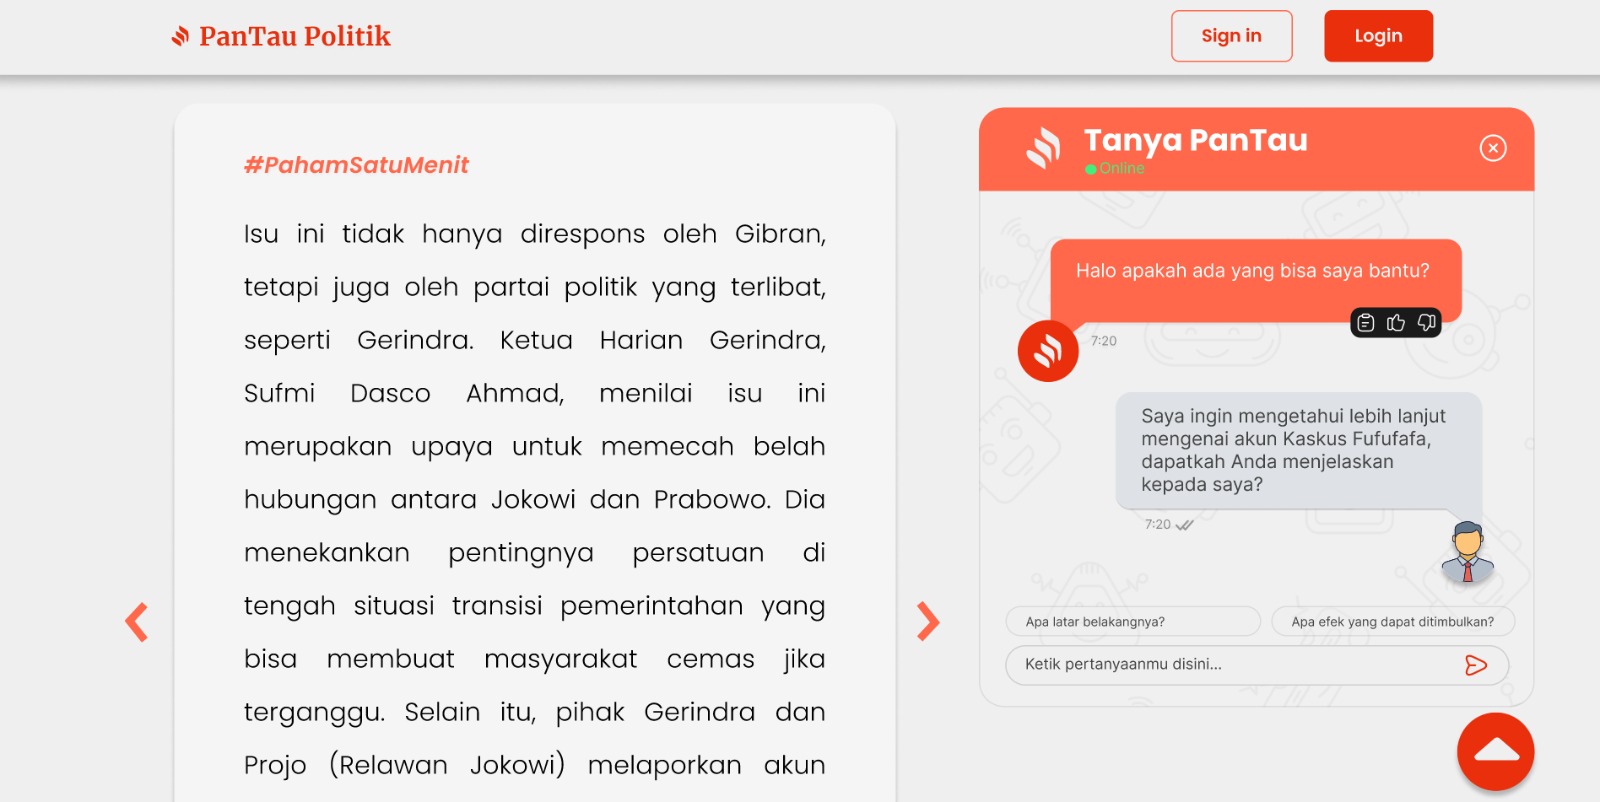 PanTau Politik
Sign in
Login
#PahamSatuMenit
Isu ini tidak hanya direspons oleh Gibran,
tetapi juga oleh partai politik yang terlibat,
seperti Gerindra. Ketua Harian Gerindra,
Sufmi Dasco Ahmad, menilai isu ini
merupakan upaya untuk memecah belah
hubungan antara Jokowi dan Prabowo. Dia
menekankan pentingnya persatuan di
tengah situasi transisi pemerintahan yang
bisa membuat masyarakat cemas jika
terganggu. Selain itu, pihak Gerindra dan
Projo (Relawan Jokowi) melaporkan akun
Tanya PanTau
Online
Halo apakah ada yang bisa saya bantu?
7:20
Saya ingin mengetahui lebih lanjut
mengenai akun Kaskus Fufufafa,
dapatkah Anda menjelaskan
kepada saya?
7:20
Apa latar belakangnya?
Apa efek yang dapat ditimbulkan?
Ketik pertanyaanmu disini...